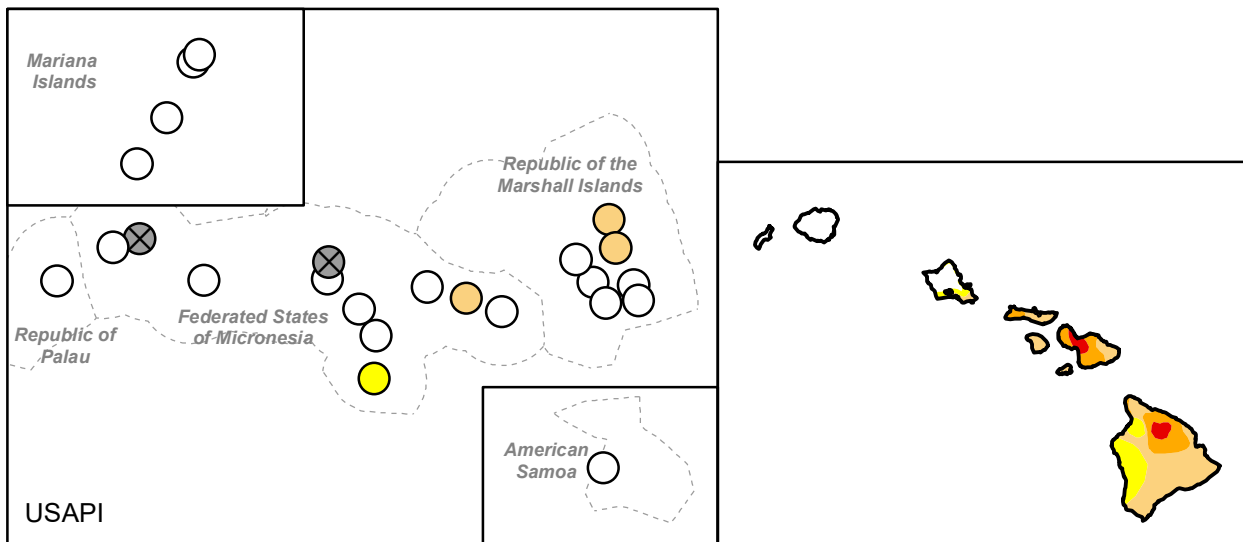 Mariana
Islands
Republic of the
Marshall Islands
Federated States
of Micronesia
Republic of
Palau
American
Samoa
USAPI